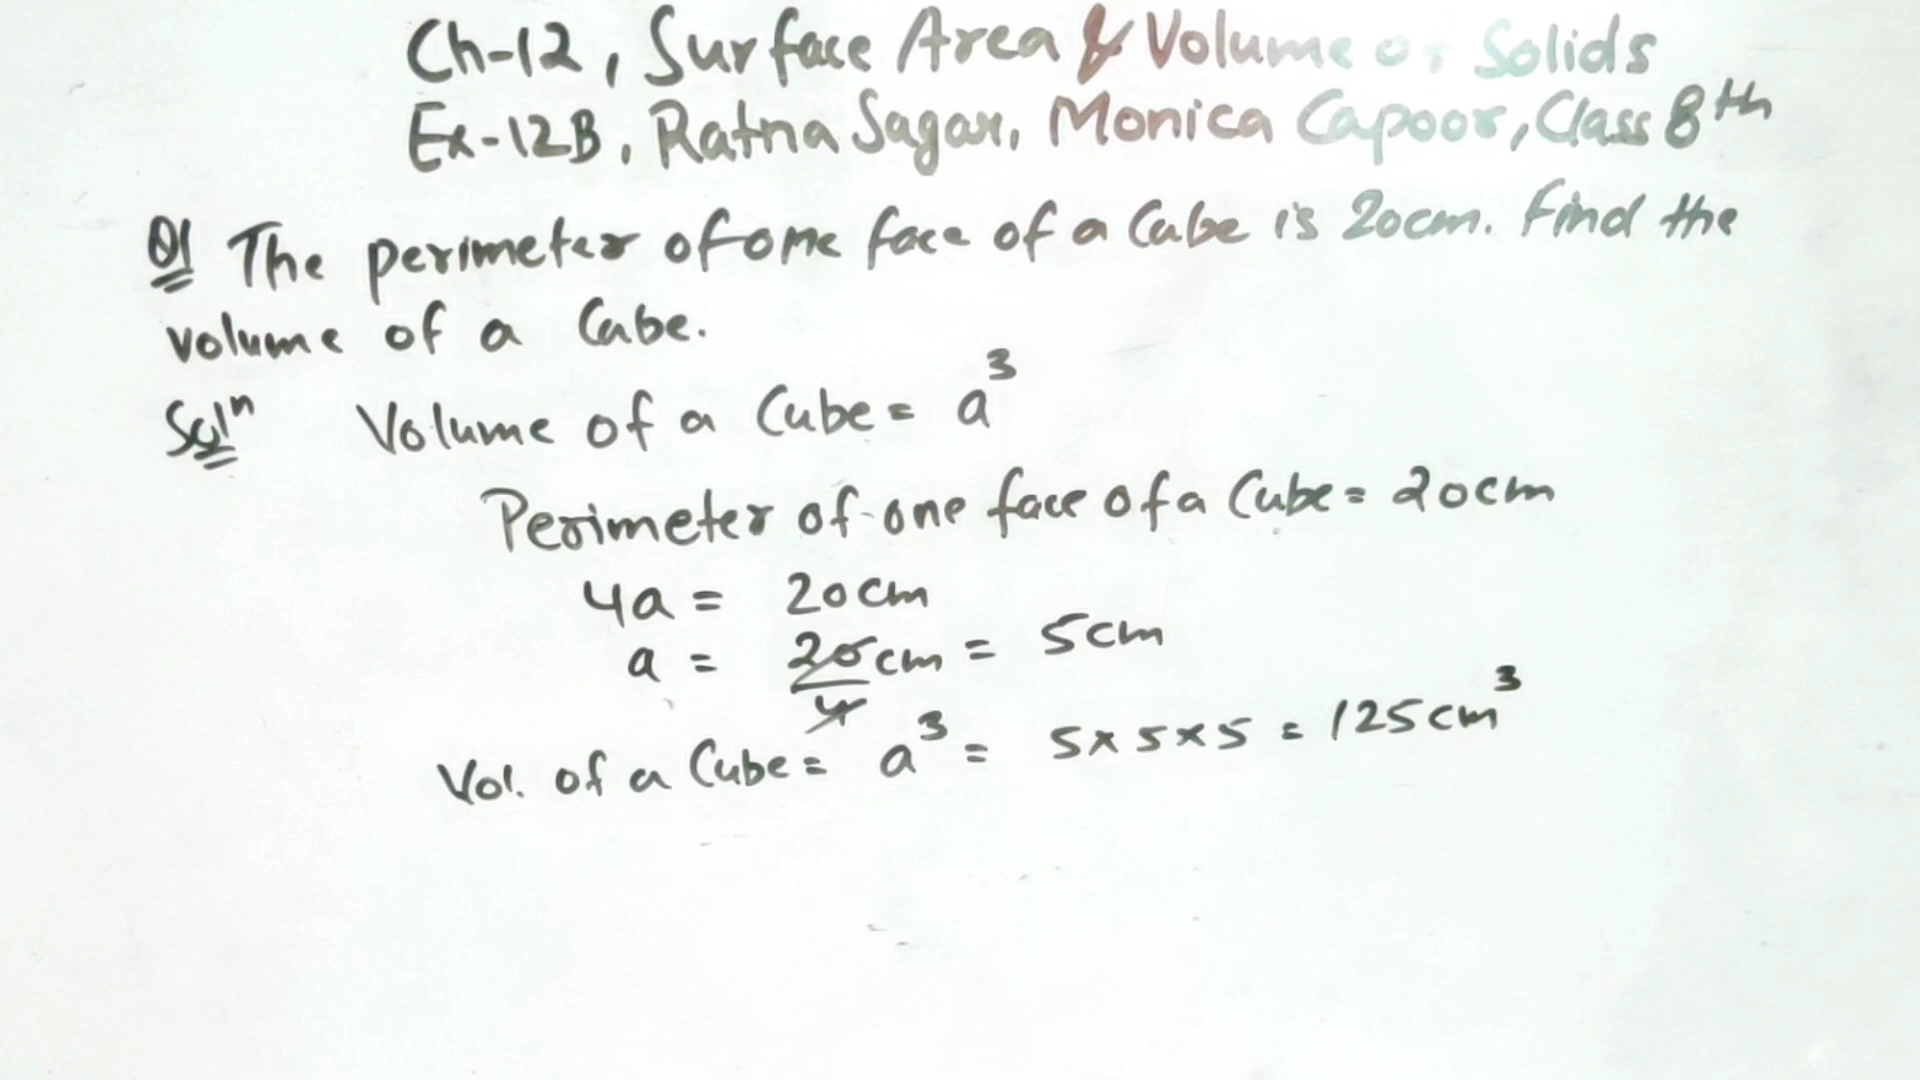 Ch-12, Surface Area & Volume of Solids
Ex-12B, Ratna Sagar, Monica Capoor, Class 8th
Q1 The perimeter of one face of a Cube is 20cm. Find the
volume of a Cube.
Solⁿ Volume of a Cube = a³
Perimeter of one face of a Cube = 20cm
4a = 20cm
a = 20/4 cm = 5cm
Vol. of a Cube = a³ = 5×5×5 = 125cm³